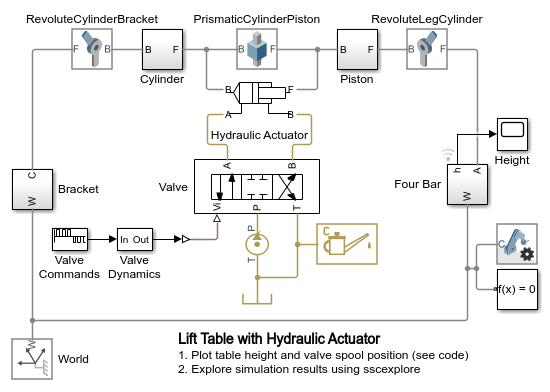 RevoluteCylinderBracket
PrismaticCylinderPiston
RevoluteLegCylinder
F B
B F
B F
B F
B F
Cylinder
Piston
B F
A B
Hydraulic Actuator
h
A
Height
C
W
Bracket
Valve
A B
Vi P T
Four Bar
W
In Out
Valve
Commands
Valve
Dynamics
P
T
C
C
f(x) = 0
W
World
Lift Table with Hydraulic Actuator
1. Plot table height and valve spool position (see code)
2. Explore simulation results using sscexplore